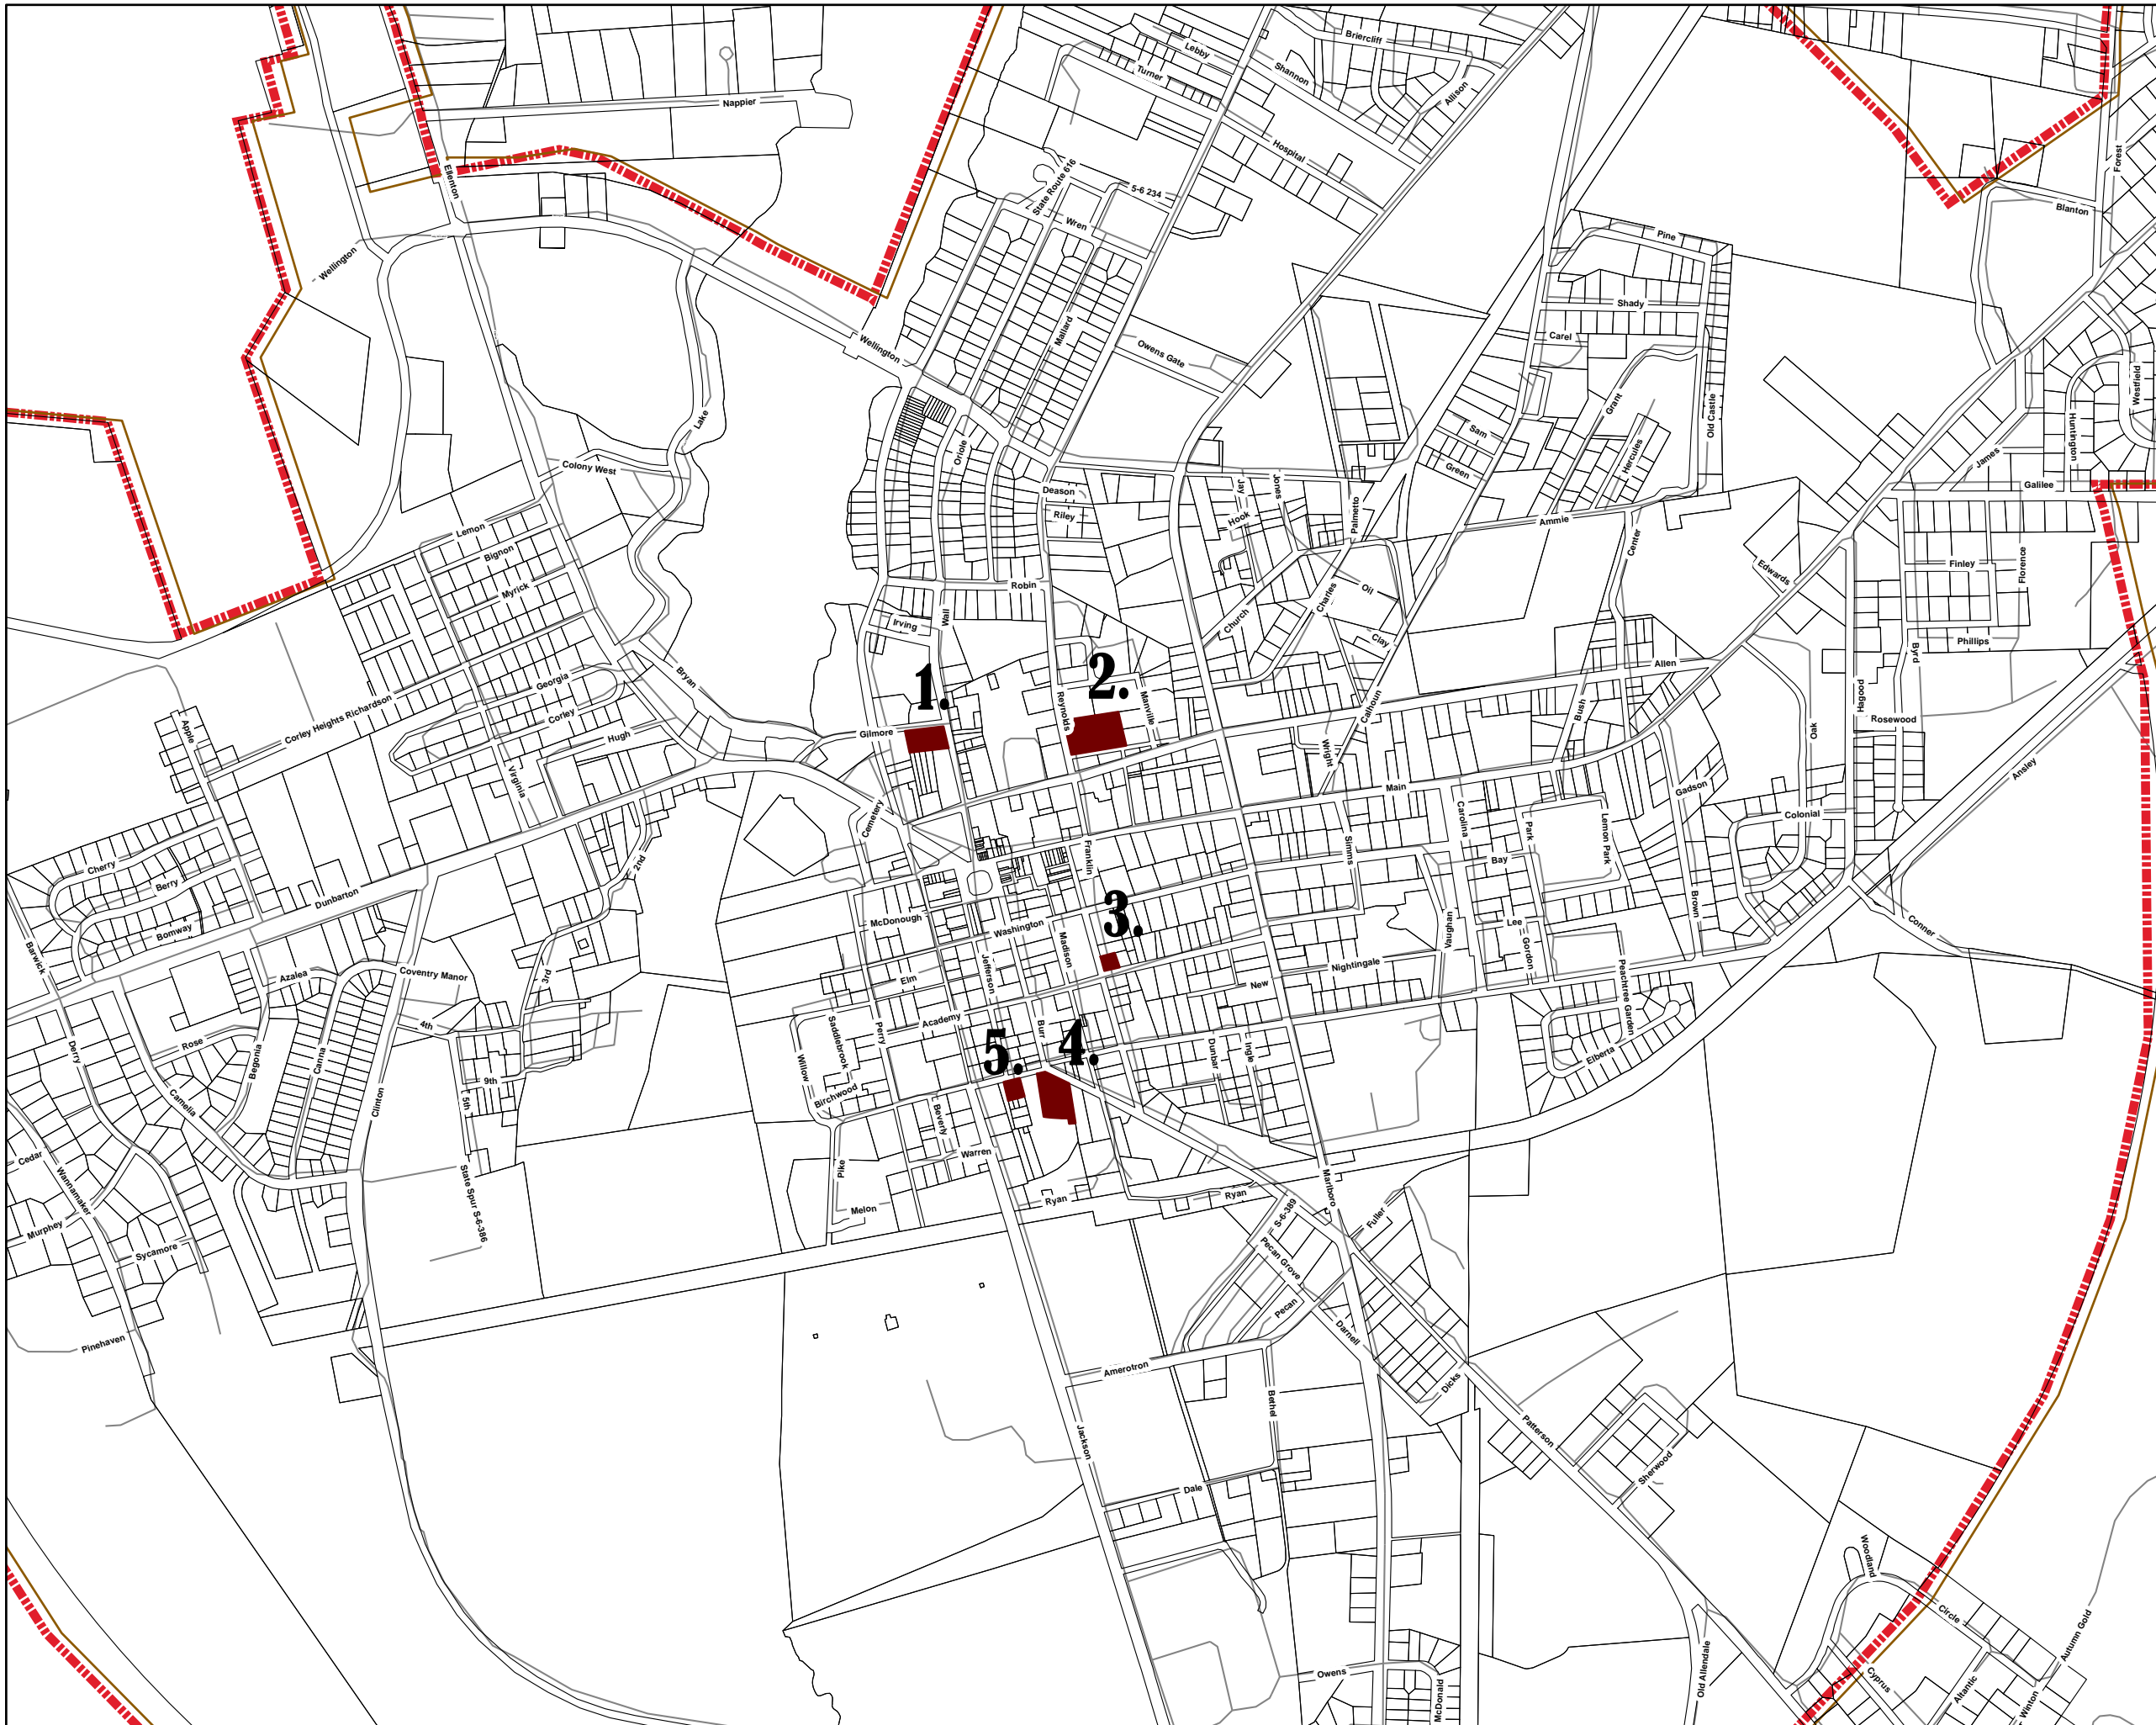 Lebby
Briercliff
Turner
Shannon
Allison
Nappier
Hospital
Forest
Ellenton
State Route 616
5-6 234
Wren
Blanton
Pine
Wellington
Shady
Carel
Mallard
Wellington
Owens Gate
Westfield
Lake
Grant
Old Castle
Huntington
Oriole
Sam
Hercules
James
Colony West
Green
Deason
Jay
Jones
Galilee
Riley
Hook
Palmetto
Ammie
Lemon
Bignon
Center
Myrick
Robin
Edwards
Finley
Florence
Oil
Charles
Wall
Irving
Church
Clay
Phillips
Byrd
Allen
Bryan
Georgia
1.
2.
Manville
Reynolds
Calhoun
Bush
Hagood
Corley
Corley Heights Richardson
Apple
Hugh
Gilmore
Rosewood
Oak
Wright
Ansley
Virginia
Main
Gadson
Cemetery
Carolina
Park
Lemon Park
Colonial
Simms
Franklin
Bay
Cherry
Berry
2nd
Dunbarton
Brown
3.
McDonough
Washington
Lee
Conner
Bomway
Vaughan
Madison
Gordon
Barwick
Azalea
Coventry Manor
3rd
Elm
Jefferson
Nightingale
New
Peachtree Garden
4th
Saddlebrook
Academy
Perry
Burr
4.
5.
Derry
Rose
Begonia
Canna
Willow
Dunbar
Ingle
Elberta
9th
5th
Camelia
Clinton
Birchwood
Beverly
Cedar
Warren
Wannamaker
Pike
State Spur S-6-386
Marlboro
Ryan
Ryan
Melon
S-6-389
Fuller
Murphey
Sycamore
Pecan Grove
Pecan
Darnell
Pinehaven
Amerotron
Dicks
Bethel
Jackson
Patterson
Sherwood
Dale
Woodland
Circle
Autumn Gold
Owens
Old Allendale
McDonald
Cyprus
Atlantic
Winton